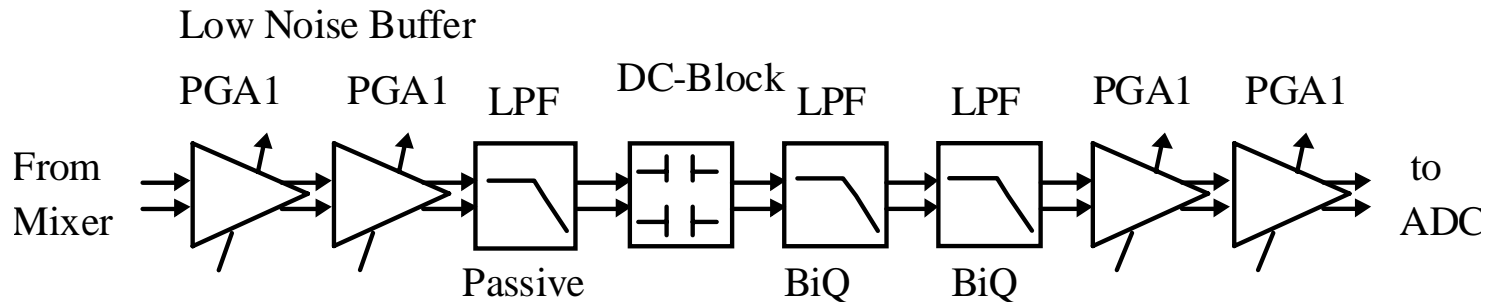 Low Noise Buffer
PGA1
PGA1
LPF
DC-Block
LPF
LPF
PGA1
PGA1
From
Mixer
to
ADC
Passive
BiQ
BiQ